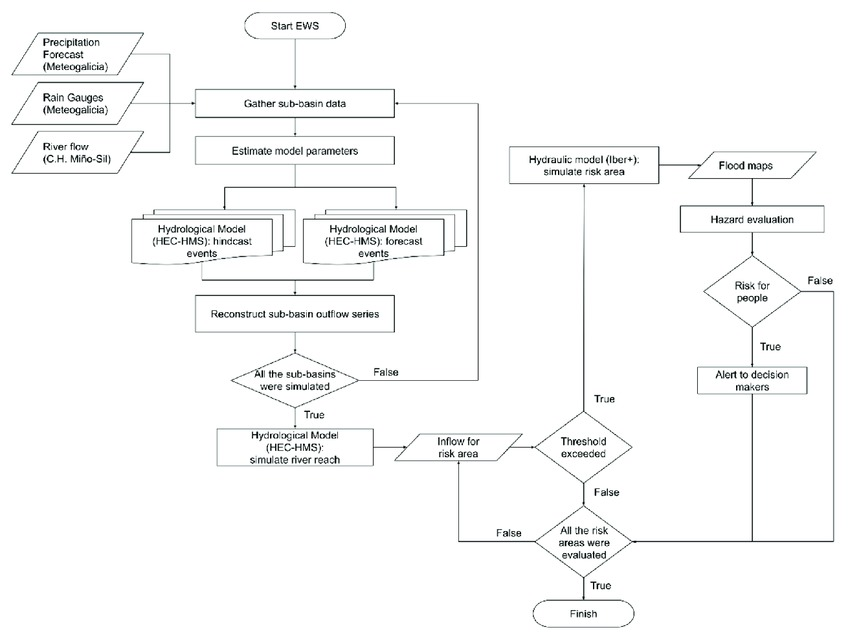 Start EWS
Precipitation
Forecast
(Meteogalicia)
Rain Gauges
(Meteogalicia)
River flow
(C.H. Miño-Sil)
Gather sub-basin data
Estimate model parameters
Hydrological Model
(HEC-HMS): hindcast
events
Hydrological Model
(HEC-HMS): forecast
events
Reconstruct sub-basin outflow series
All the sub-basins
were simulated
False
True
Hydrological Model
(HEC-HMS):
simulate river reach
Inflow for
risk area
Threshold
exceeded
True
False
Hydraulic model (Iber+):
simulate risk area
Flood maps
Hazard evaluation
Risk for
people
False
True
Alert to decision
makers
All the risk
areas were
evaluated
False
True
Finish